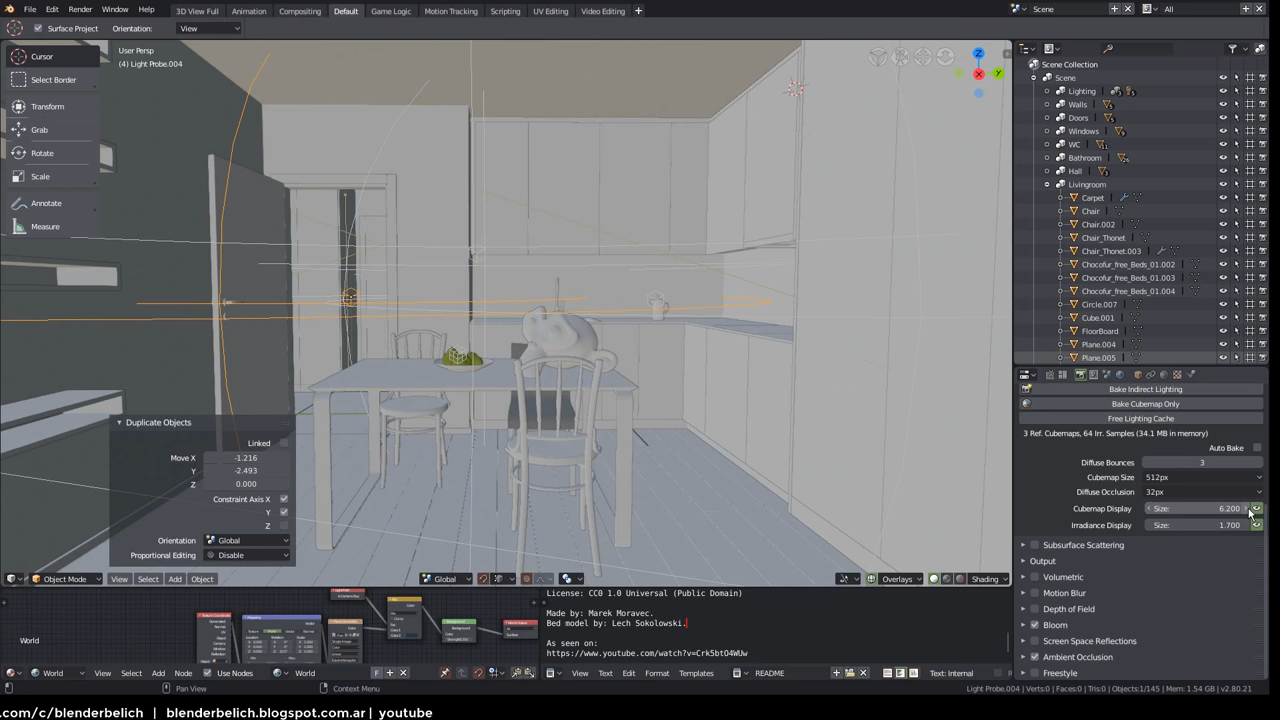 File Edit Render Window Help 3D View Full Animation Compositing Default Game Logic Motion Tracking Scripting UV Editing Video Editing + Scene All
Surface Project Orientation: View
User Persp
(4) Light Probe.004
Cursor
Select Border
Transform
Grab
Rotate
Scale
Annotate
Measure
Z
X
Y
Scene Collection
Scene
Lighting
Walls
Doors
Windows
WC
Bathroom
Hall
Livingroom
Carpet
Chair
Chair.002
Chair_Thonet
Chair_Thonet.003
Chocofur_free_Beds_01.002
Chocofur_free_Beds_01.003
Chocofur_free_Beds_01.004
Circle.007
Cube.001
FloorBoard
Plane.004
Plane.005
Bake Indirect Lighting
Bake Cubemap Only
Free Lighting Cache
3 Ref. Cubemaps, 64 Irr. Samples (34.1 MB in memory)
Auto Bake
Diffuse Bounces 3
Cubemap Size 512px
Diffuse Occlusion 32px
Cubemap Display Size: 6.200
Irradiance Display Size: 1.700
Subsurface Scattering
Output
Volumetric
Motion Blur
Depth of Field
Bloom
Screen Space Reflections
Ambient Occlusion
Freestyle
Duplicate Objects
Linked
Move X -1.216
Y -2.493
Z 0.000
Constraint Axis X
Y
Z
Orientation Global
Proportional Editing Disable
Object Mode View Select Add Object Global Overlays Shading
World
License: CC0 1.0 Universal (Public Domain)
Made by: Marek Moravec.
Bed model by: Lech Sokolowski.
As seen on:
https://www.youtube.com/watch?v=Crk5btO4WUw
World View Select Add Node Use Nodes World F View Text Edit Format Templates README Text: Internal
Pan View Context Menu Light Probe.004 | Verts:0 | Faces:0 | Tris:0 | Objects:1/145 | Mem: 1.54 GB | v2.80.21
.com/c/blenderbelich | blenderbelich.blogspot.com.ar| youtube